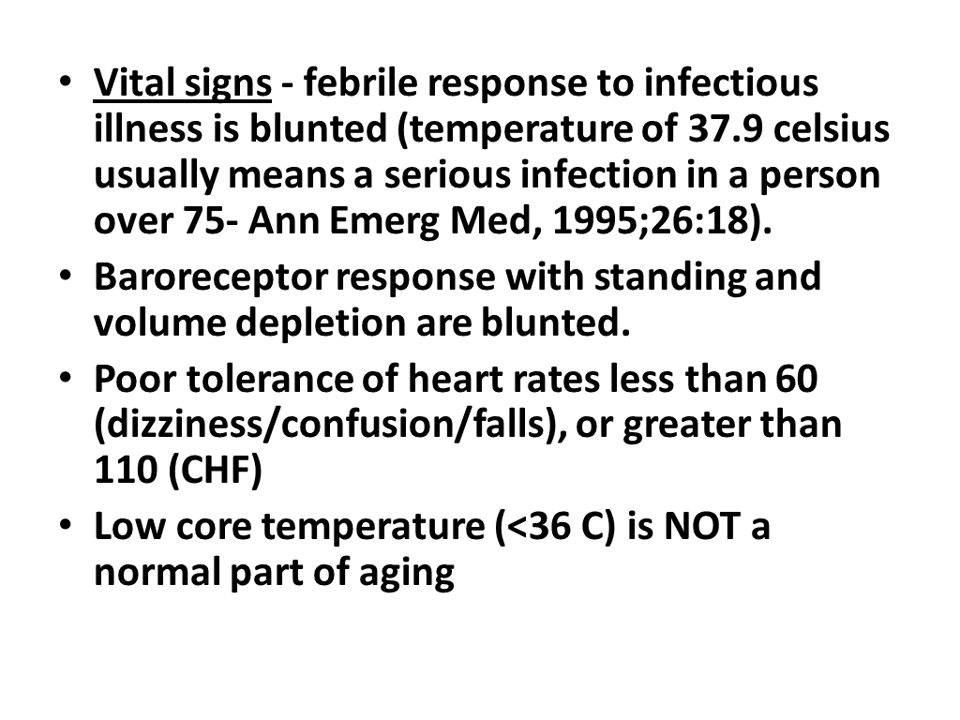 • Vital signs - febrile response to infectious
illness is blunted (temperature of 37.9 celsius
usually means a serious infection in a person
over 75- Ann Emerg Med, 1995;26:18).
• Baroreceptor response with standing and
volume depletion are blunted.
• Poor tolerance of heart rates less than 60
(dizziness/confusion/falls), or greater than
110 (CHF)
• Low core temperature (<36 C) is NOT a
normal part of aging